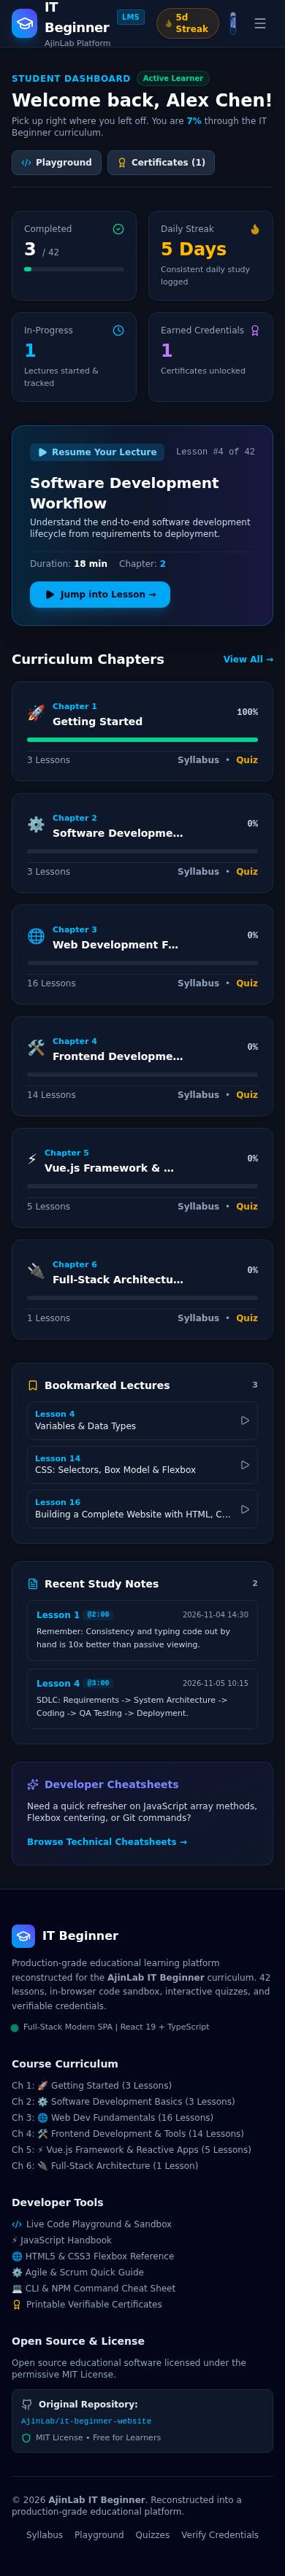 IT
Beginner
LMS
AjinLab Platform
5d
Streak
STUDENT DASHBOARD
Active Learner
Welcome back, Alex Chen!
Pick up right where you left off. You are 7% through the IT
Beginner curriculum.
Playground
Certificates (1)
Completed
3 / 42
Daily Streak
5 Days
Consistent daily study
logged
In-Progress
1
Lectures started &
tracked
Earned Credentials
1
Certificates unlocked
Resume Your Lecture
Lesson #4 of 42
Software Development
Workflow
Understand the end-to-end software development
lifecycle from requirements to deployment.
Duration: 18 min Chapter: 2
Jump into Lesson →
Curriculum Chapters
View All →
Chapter 1
Getting Started
100%
3 Lessons
Syllabus • Quiz
Chapter 2
Software Developme...
0%
3 Lessons
Syllabus • Quiz
Chapter 3
Web Development F...
0%
16 Lessons
Syllabus • Quiz
Chapter 4
Frontend Developme...
0%
14 Lessons
Syllabus • Quiz
Chapter 5
Vue.js Framework & ...
0%
5 Lessons
Syllabus • Quiz
Chapter 6
Full-Stack Architectu...
0%
1 Lessons
Syllabus • Quiz
Bookmarked Lectures
3
Lesson 4
Variables & Data Types
Lesson 14
CSS: Selectors, Box Model & Flexbox
Lesson 16
Building a Complete Website with HTML, C...
Recent Study Notes
2
Lesson 1 @2:00
2026-11-04 14:30
Remember: Consistency and typing code out by
hand is 10x better than passive viewing.
Lesson 4 @3:00
2026-11-05 10:15
SDLC: Requirements -> System Architecture ->
Coding -> QA Testing -> Deployment.
Developer Cheatsheets
Need a quick refresher on JavaScript array methods,
Flexbox centering, or Git commands?
Browse Technical Cheatsheets →
IT Beginner
Production-grade educational learning platform
reconstructed for the AjinLab IT Beginner curriculum. 42
lessons, in-browser code sandbox, interactive quizzes, and
verifiable credentials.
Full-Stack Modern SPA | React 19 + TypeScript
Course Curriculum
Ch 1: 🚀 Getting Started (3 Lessons)
Ch 2: ⚙️ Software Development Basics (3 Lessons)
Ch 3: 🌐 Web Dev Fundamentals (16 Lessons)
Ch 4: 🛠️ Frontend Development & Tools (14 Lessons)
Ch 5: ⚡ Vue.js Framework & Reactive Apps (5 Lessons)
Ch 6: 🔌 Full-Stack Architecture (1 Lesson)
Developer Tools
Live Code Playground & Sandbox
⚡ JavaScript Handbook
🌐 HTML5 & CSS3 Flexbox Reference
⚙️ Agile & Scrum Quick Guide
💻 CLI & NPM Command Cheat Sheet
Printable Verifiable Certificates
Open Source & License
Open source educational software licensed under the
permissive MIT License.
Original Repository:
AjinLab/it-beginner-website
MIT License • Free for Learners
© 2026 AjinLab IT Beginner. Reconstructed into a
production-grade educational platform.
Syllabus Playground Quizzes Verify Credentials